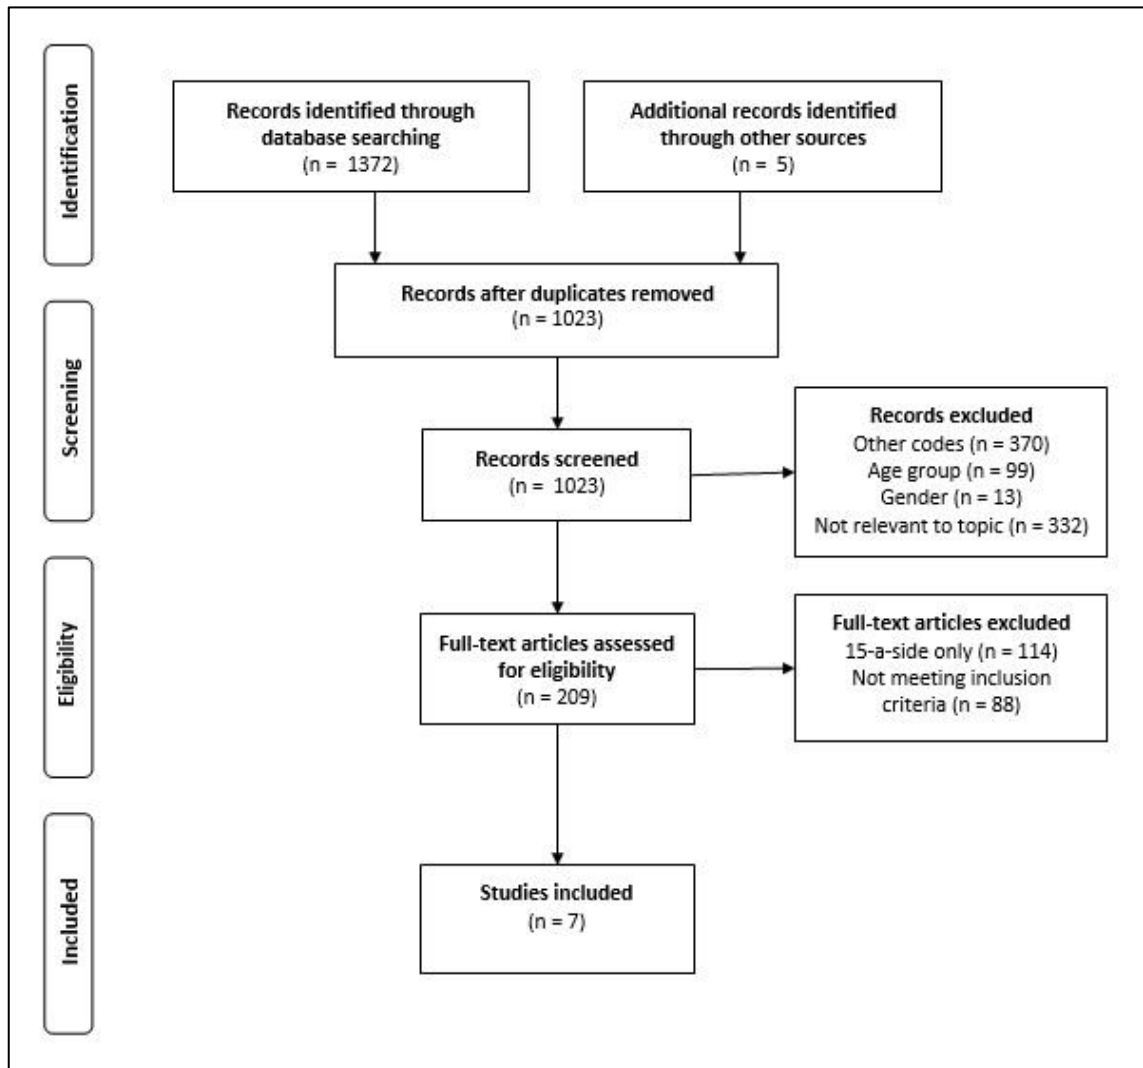 Identification
Records identified through
database searching
(n = 1372)
Additional records identified
through other sources
(n = 5)
Records after duplicates removed
(n = 1023)
Screening
Records screened
(n = 1023)
Records excluded
Other codes (n = 370)
Age group (n = 99)
Gender (n = 13)
Not relevant to topic (n = 332)
Eligibility
Full-text articles assessed
for eligibility
(n = 209)
Full-text articles excluded
15-a-side only (n = 114)
Not meeting inclusion
criteria (n = 88)
Included
Studies included
(n = 7)